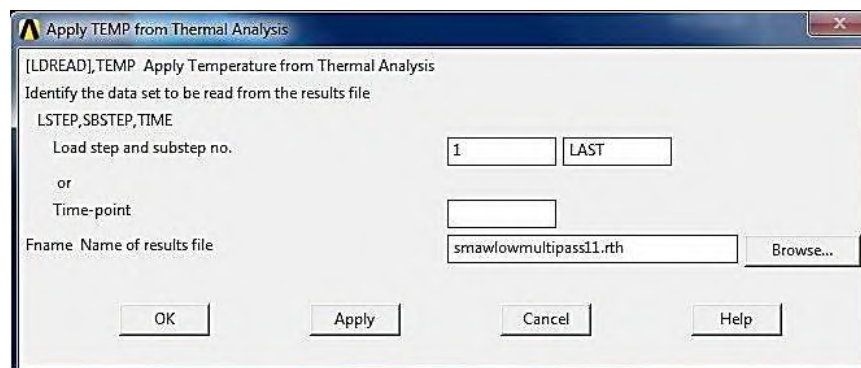 Apply TEMP from Thermal Analysis
[LDREAD],TEMP Apply Temperature from Thermal Analysis
Identify the data set to be read from the results file
LSTEP,SBSTEP,TIME
Load step and substep no. 1 LAST
or
Time-point
Fname Name of results file smawlowmultipass11.rth Browse...
OK Apply Cancel Help